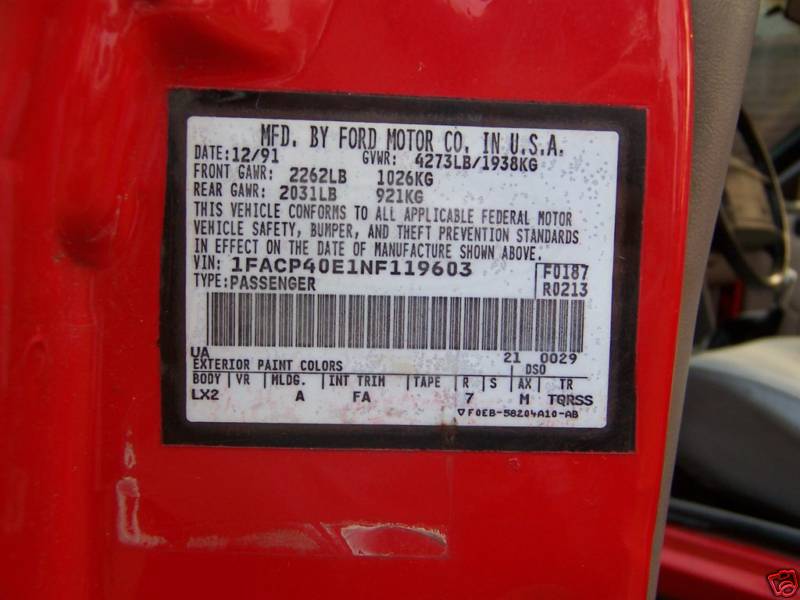 MFD. BY FORD MOTOR CO. IN U.S.A.
DATE: 12/91 GVWR: 4273LB/1938KG
FRONT GAWR: 2262LB 1026KG
REAR GAWR: 2031LB 921KG
THIS VEHICLE CONFORMS TO ALL APPLICABLE FEDERAL MOTOR
VEHICLE SAFETY, BUMPER, AND THEFT PREVENTION STANDARDS
IN EFFECT ON THE DATE OF MANUFACTURE SHOWN ABOVE.
VIN: 1FACP40E1NF119603 F0187
TYPE: PASSENGER R0213
UA 21 0029
EXTERIOR PAINT COLORS DSO
BODY VR MLDG. INT TRIM TAPE R S AX TR
LX2 A FA 7 M TQRSS
▽F0EB-58204A10-AB